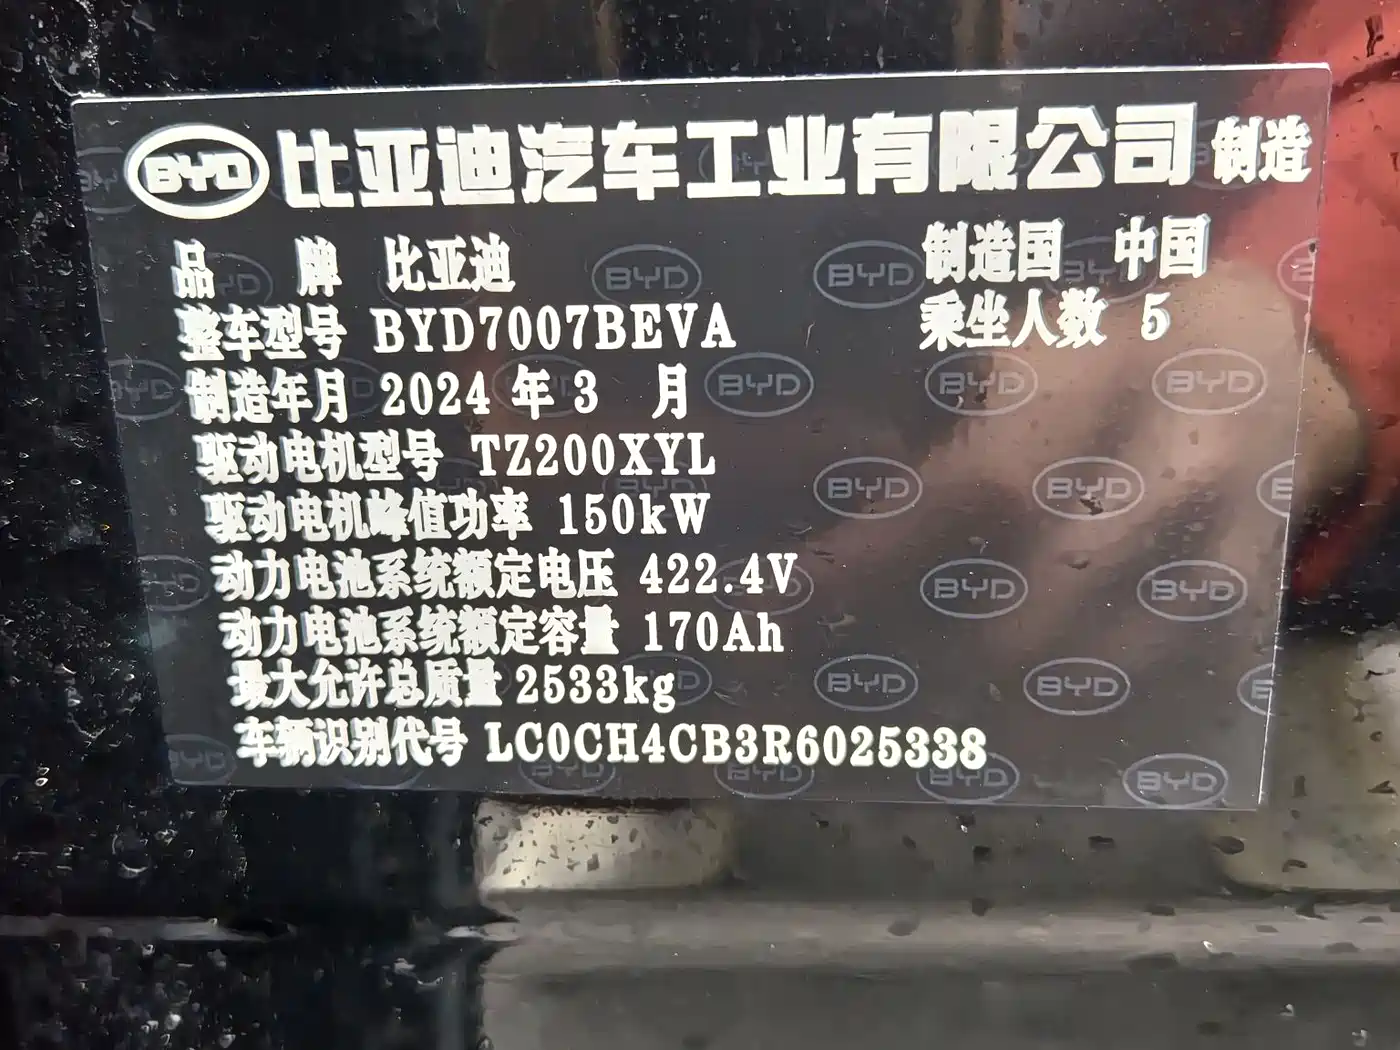 BYD 比亚迪汽车工业有限公司 制造
品 牌 比亚迪 制造国 中国
整车型号 BYD7007BEVA 乘坐人数 5
制造年月 2024 年 3 月
驱动电机型号 TZ200XYL
驱动电机峰值功率 150kW
动力电池系统额定电压 422.4V
动力电池系统额定容量 170Ah
最大允许总质量 2533kg
车辆识别代号 LC0CH4CB3R6025338